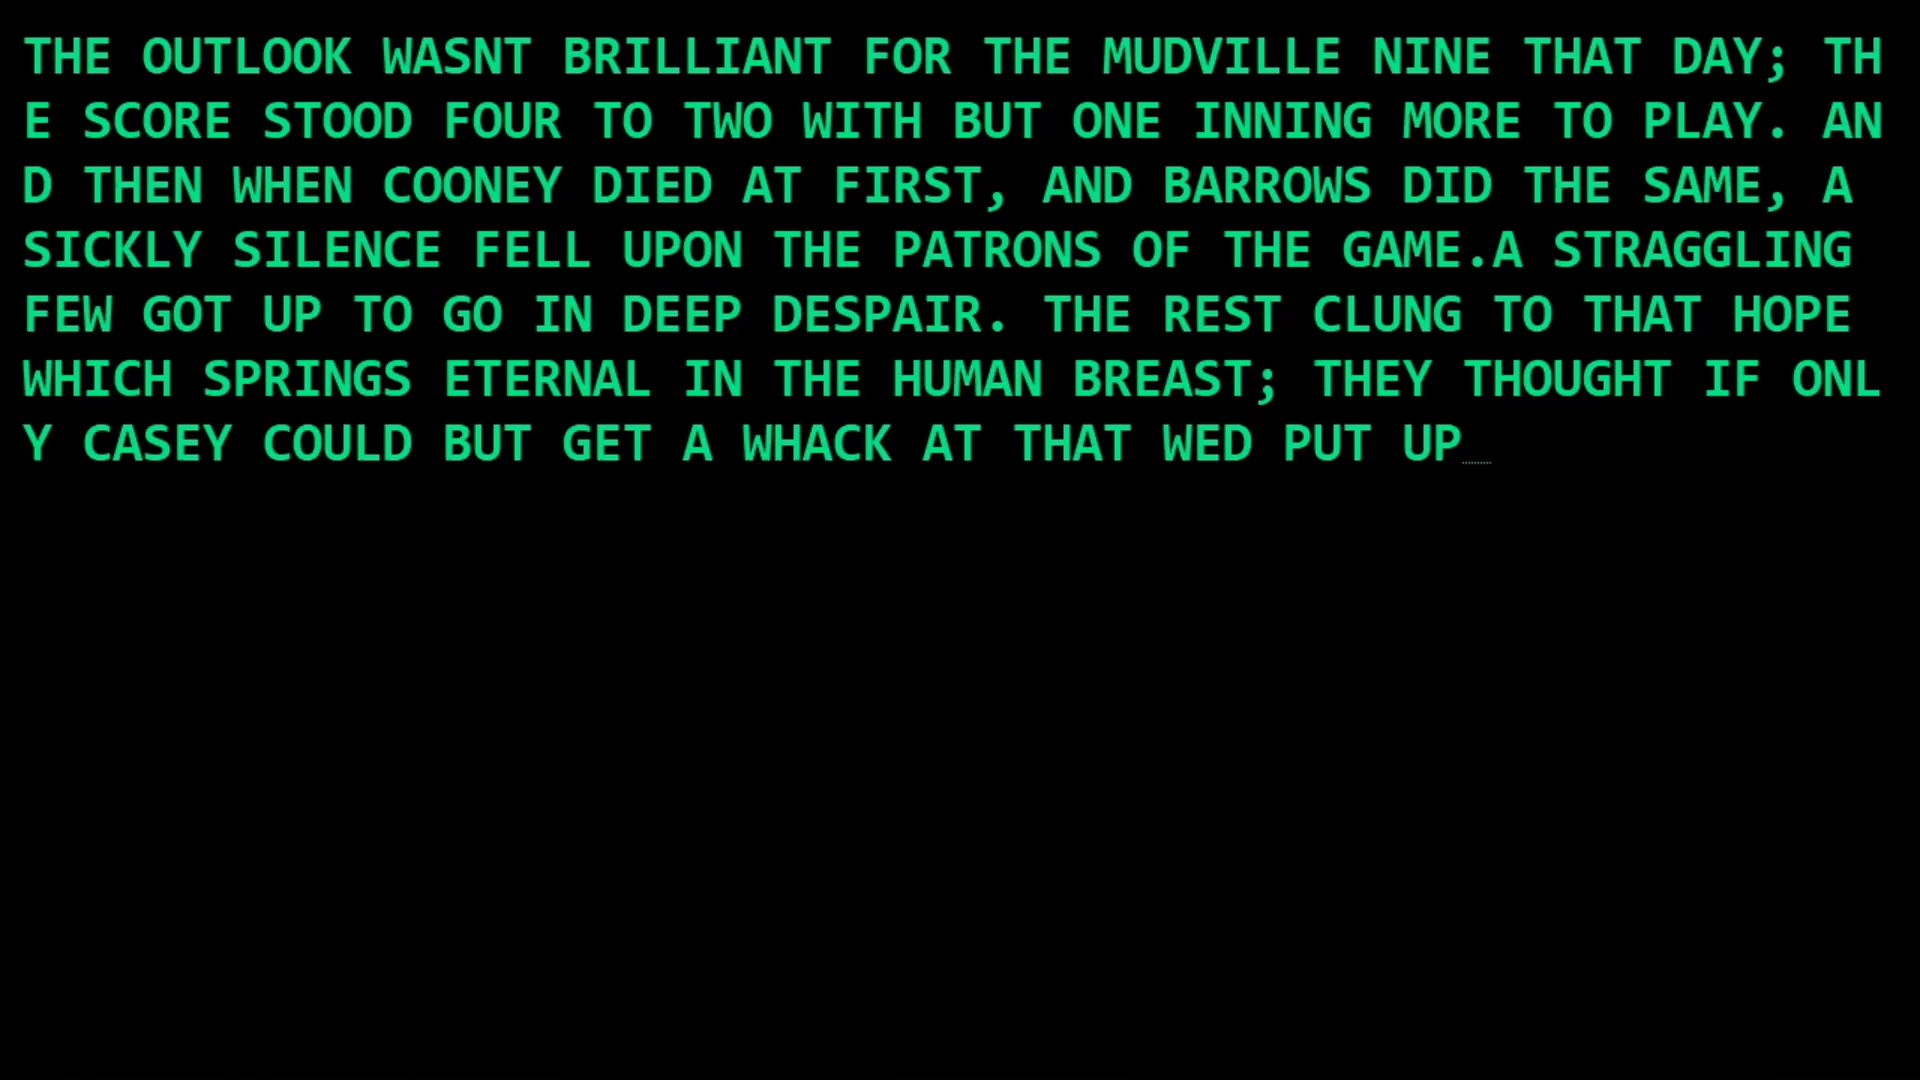 THE OUTLOOK WASNT BRILLIANT FOR THE MUDVILLE NINE THAT DAY; TH
E SCORE STOOD FOUR TO TWO WITH BUT ONE INNING MORE TO PLAY. AN
D THEN WHEN COONEY DIED AT FIRST, AND BARROWS DID THE SAME, A
SICKLY SILENCE FELL UPON THE PATRONS OF THE GAME.A STRAGGLING
FEW GOT UP TO GO IN DEEP DESPAIR. THE REST CLUNG TO THAT HOPE
WHICH SPRINGS ETERNAL IN THE HUMAN BREAST; THEY THOUGHT IF ONL
Y CASEY COULD BUT GET A WHACK AT THAT WED PUT UP_